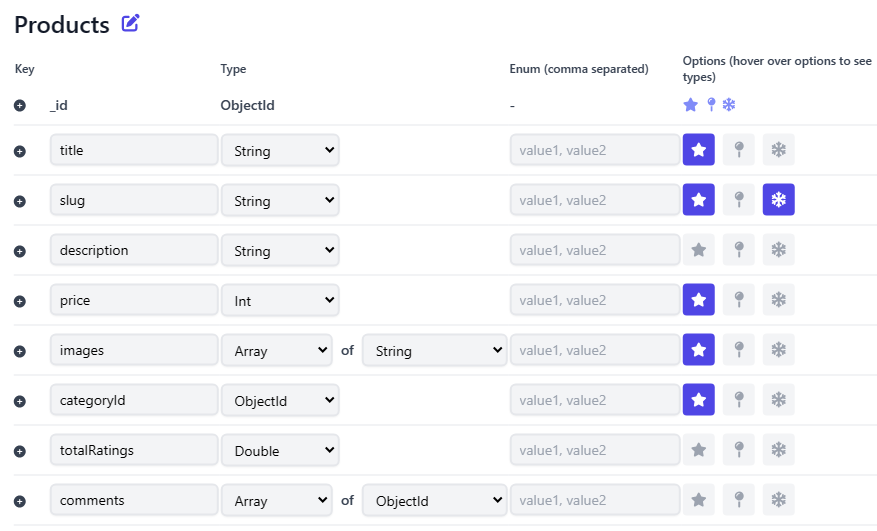 Products
Key Type Enum (comma separated) Options (hover over options to see types)
_id ObjectId -
title String value1, value2
slug String value1, value2
description String value1, value2
price Int value1, value2
images Array of String value1, value2
categoryId ObjectId value1, value2
totalRatings Double value1, value2
comments Array of ObjectId value1, value2